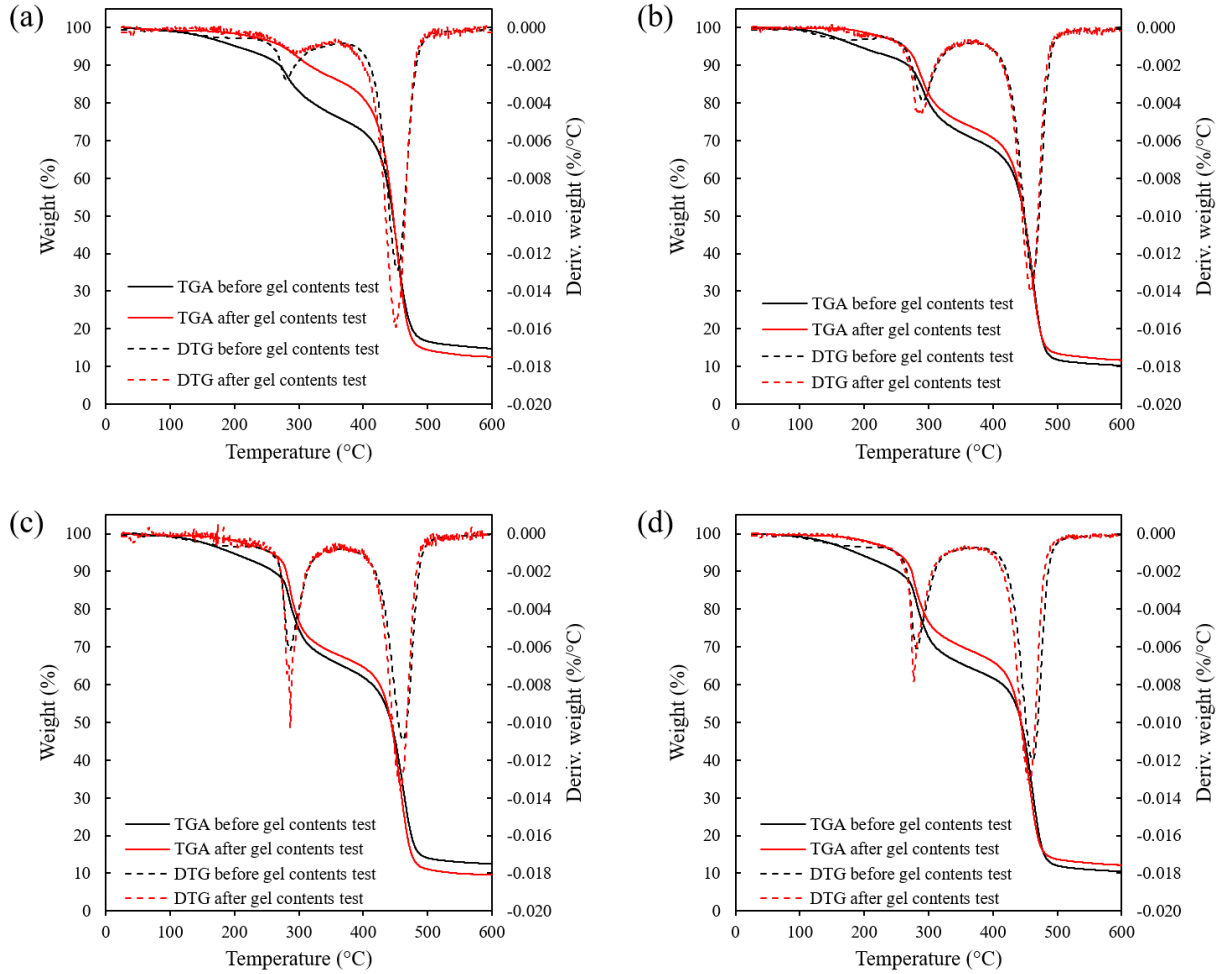 (a)
100
90
80
70
60
50
40
30
20
10
0
Weight (%)
0.000
-0.002
-0.004
-0.006
-0.008
-0.010
-0.012
-0.014
-0.016
-0.018
-0.020
Deriv. weight (%/°C)
TGA before gel contents test
TGA after gel contents test
DTG before gel contents test
DTG after gel contents test
0 100 200 300 400 500 600
Temperature (°C)
(b)
100
90
80
70
60
50
40
30
20
10
0
Weight (%)
0.000
-0.002
-0.004
-0.006
-0.008
-0.010
-0.012
-0.014
-0.016
-0.018
-0.020
Deriv. weight (%/°C)
TGA before gel contents test
TGA after gel contents test
DTG before gel contents test
DTG after gel contents test
0 100 200 300 400 500 600
Temperature (°C)
(c)
100
90
80
70
60
50
40
30
20
10
0
Weight (%)
0.000
-0.002
-0.004
-0.006
-0.008
-0.010
-0.012
-0.014
-0.016
-0.018
-0.020
Deriv. weight (%/°C)
TGA before gel contents test
TGA after gel contents test
DTG before gel contents test
DTG after gel contents test
0 100 200 300 400 500 600
Temperature (°C)
(d)
100
90
80
70
60
50
40
30
20
10
0
Weight (%)
0.000
-0.002
-0.004
-0.006
-0.008
-0.010
-0.012
-0.014
-0.016
-0.018
-0.020
Deriv. weight (%/°C)
TGA before gel contents test
TGA after gel contents test
DTG before gel contents test
DTG after gel contents test
0 100 200 300 400 500 600
Temperature (°C)